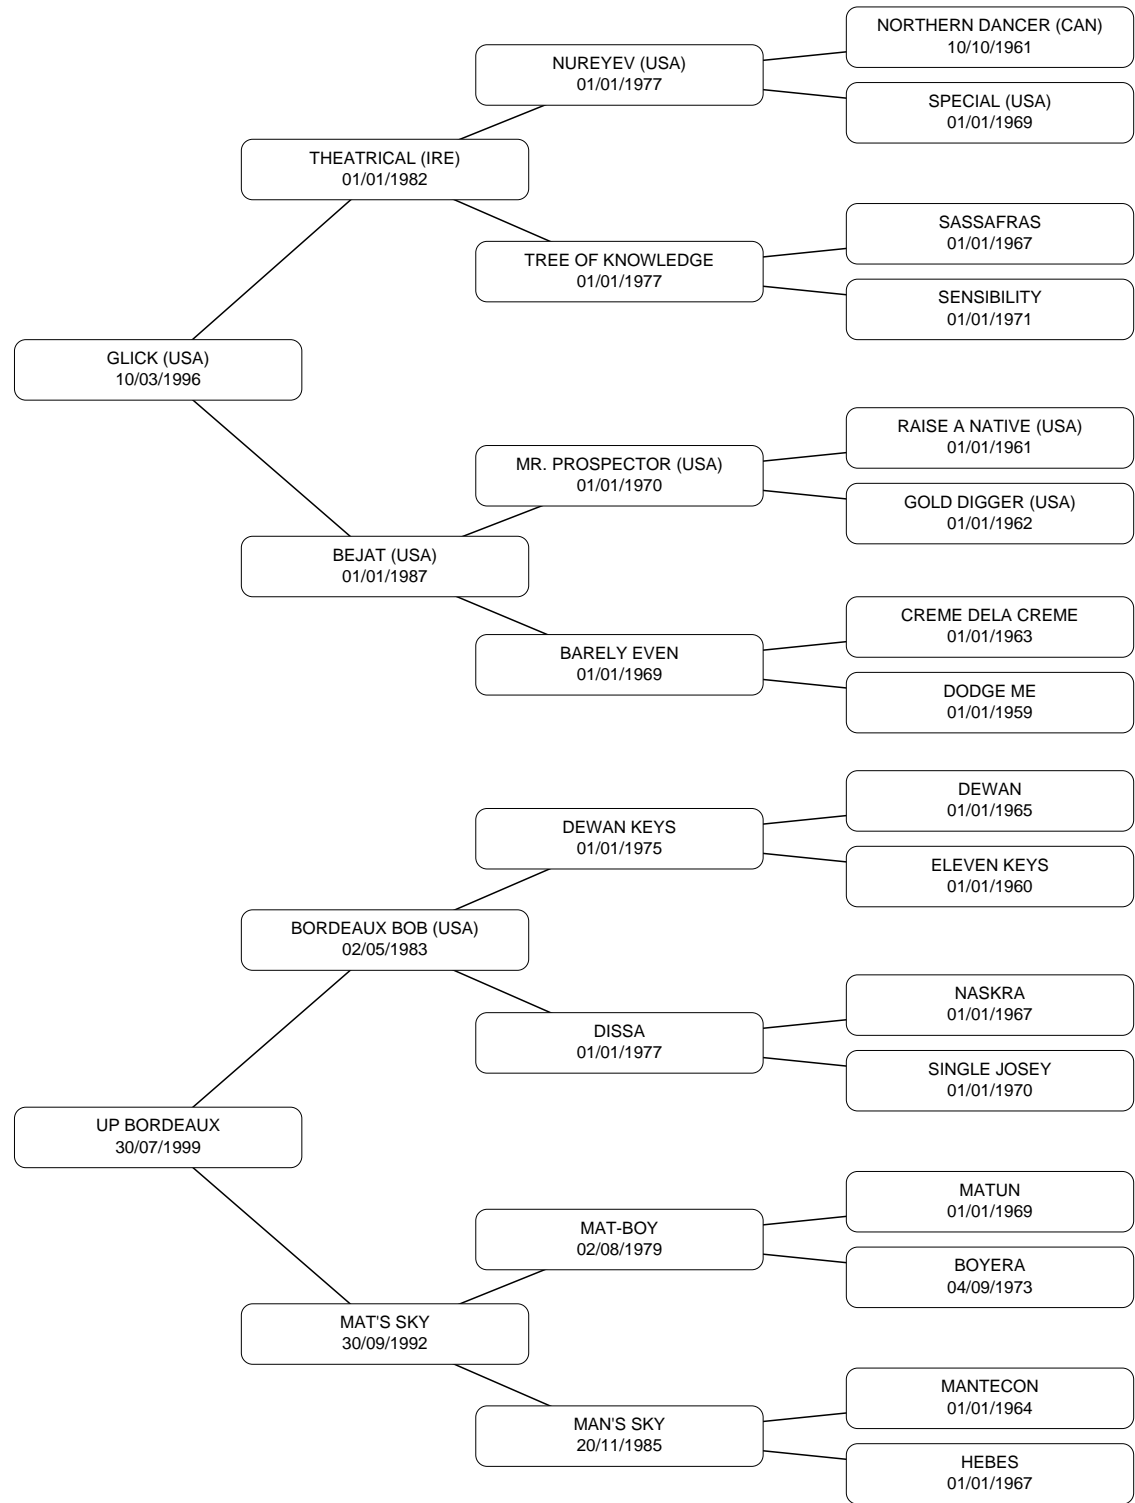 NORTHERN DANCER (CAN)
10/10/1961
NUREYEV (USA)
01/01/1977
SPECIAL (USA)
01/01/1969
THEATRICAL (IRE)
01/01/1982
SASSAFRAS
01/01/1967
TREE OF KNOWLEDGE
01/01/1977
SENSIBILITY
01/01/1971
GLICK (USA)
10/03/1996
RAISE A NATIVE (USA)
01/01/1961
MR. PROSPECTOR (USA)
01/01/1970
GOLD DIGGER (USA)
01/01/1962
BEJAT (USA)
01/01/1987
CREME DELA CREME
01/01/1963
BARELY EVEN
01/01/1969
DODGE ME
01/01/1959
DEWAN
01/01/1965
DEWAN KEYS
01/01/1975
ELEVEN KEYS
01/01/1960
BORDEAUX BOB (USA)
02/05/1983
NASKRA
01/01/1967
DISSA
01/01/1977
SINGLE JOSEY
01/01/1970
UP BORDEAUX
30/07/1999
MATUN
01/01/1969
MAT-BOY
02/08/1979
BOYERA
04/09/1973
MAT'S SKY
30/09/1992
MANTECON
01/01/1964
MAN'S SKY
20/11/1985
HEBES
01/01/1967